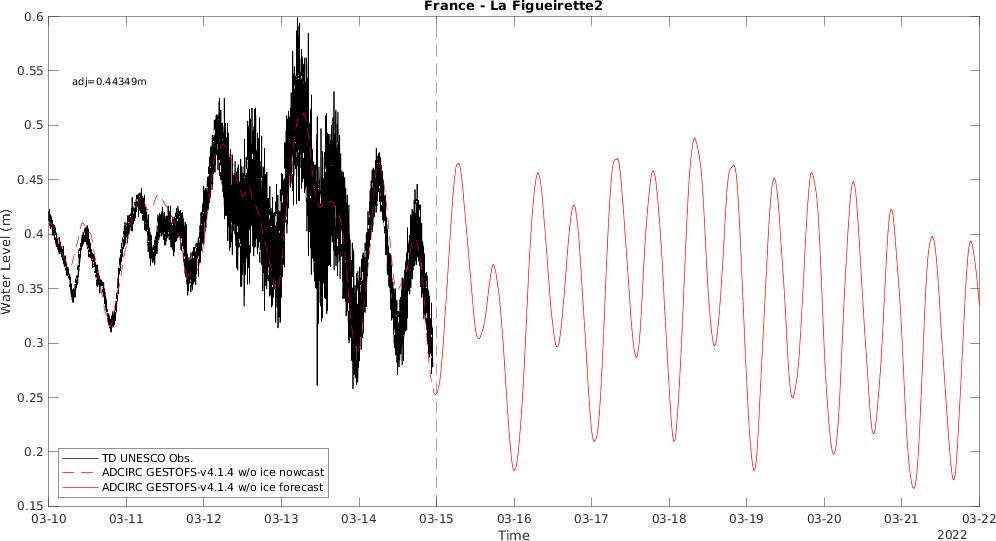 France - La Figueirette2
0.6
0.55
0.5
0.45
0.4
0.35
0.3
0.25
0.2
0.15
Water Level (m)
adj=0.44349m
TD UNESCO Obs.
ADCIRC GESTOFS-v4.1.4 w/o ice nowcast
ADCIRC GESTOFS-v4.1.4 w/o ice forecast
03-10 03-11 03-12 03-13 03-14 03-15 03-16 03-17 03-18 03-19 03-20 03-21 03-22
Time
2022